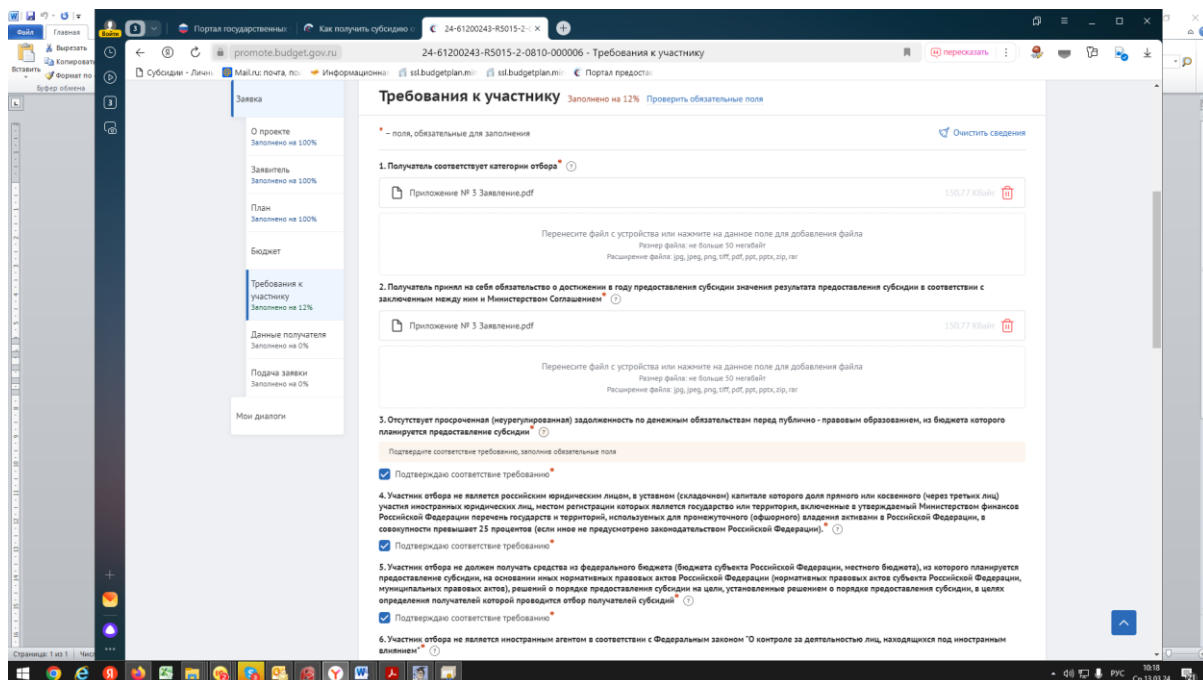 Файл
Главная
Вырезать
Копировать
Формат по
Вставить
Буфер обмена
Войти
3
Портал государственных
Как получить субсидию о
24-61200243-R5015-2-
promote.budget.gov.ru
24-61200243-R5015-2-0810-000006 - Требования к участнику
пересказать
Субсидии - Личн
Mail.ru: почта, по
Информационная
ssl.budgetplan.min
ssl.budgetplan.min
Портал предостав
3
Заявка
О проекте
Заполнено на 100%
Заявитель
Заполнено на 100%
План
Заполнено на 100%
Бюджет
Требования к
участнику
Заполнено на 12%
Данные получателя
Заполнено на 0%
Подача заявки
Заполнено на 0%
Мои диалоги
Требования к участнику Заполнено на 12% Проверить обязательные поля
* – поля, обязательные для заполнения
Очистить сведения
1. Получатель соответствует категории отбора* ?
Приложение № 3 Заявление.pdf 150,77 Кбайт
Перенесите файл с устройства или нажмите на данное поле для добавления файла
Размер файла: не больше 50 мегабайт
Расширение файла: jpg, jpeg, png, tiff, pdf, ppt, pptx, zip, rar
2. Получатель принял на себя обязательство о достижении в году предоставления субсидии значения результата предоставления субсидии в соответствии с
заключенным между ним и Министерством Соглашением* ?
Приложение № 3 Заявление.pdf 150,77 Кбайт
Перенесите файл с устройства или нажмите на данное поле для добавления файла
Размер файла: не больше 50 мегабайт
Расширение файла: jpg, jpeg, png, tiff, pdf, ppt, pptx, zip, rar
3. Отсутствует просроченная (неурегулированная) задолженность по денежным обязательствам перед публично - правовым образованием, из бюджета которого
планируется предоставление субсидии* ?
Подтвердите соответствие требованию, заполнив обязательные поля
Подтверждаю соответствие требованию*
4. Участник отбора не является российским юридическим лицом, в уставном (складочном) капитале которого доля прямого или косвенного (через третьих лиц)
участия иностранных юридических лиц, местом регистрации которых является государство или территория, включенные в утверждаемый Министерством финансов
Российской Федерации перечень государств и территорий, используемых для промежуточного (офшорного) владения активами в Российской Федерации, в
совокупности превышает 25 процентов (если иное не предусмотрено законодательством Российской Федерации).* ?
Подтверждаю соответствие требованию*
5. Участник отбора не должен получать средства из федерального бюджета (бюджета субъекта Российской Федерации, местного бюджета), из которого планируется
предоставление субсидии, на основании иных нормативных правовых актов Российской Федерации (нормативных правовых актов субъекта Российской Федерации,
муниципальных правовых актов), решений о порядке предоставления субсидий на цели, установленные решением о порядке предоставления субсидии, в целях
определения получателей которой проводится отбор получателей субсидий* ?
Подтверждаю соответствие требованию*
6. Участник отбора не является иностранным агентом в соответствии с Федеральным законом "О контроле за деятельностью лиц, находящихся под иностранным
влиянием"* ?
Страница: 1 из 1
РУС
10:18
Ср 13.03.24